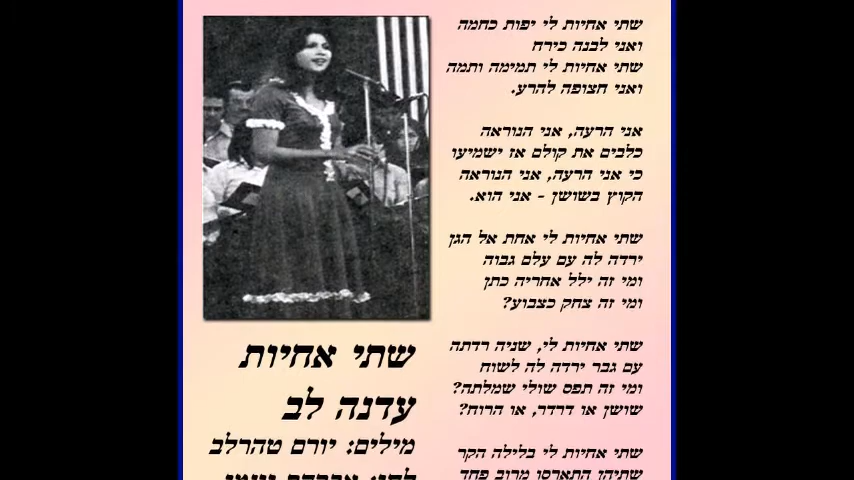 שתי אחיות לי יפות כחמה
ואני לבנה כירח
שתי אחיות לי תמימה ותמה
ואני חצופה להרע.
אני הרעה, אני הנוראה
כלבים את קולם אז ישמיעו
כי אני הרעה, אני הנוראה
הקוץ בשושן - אני הוא.
שתי אחיות לי אחת אל הגן
ירדה לה עם עלם גבוה
ומי זה ילל אחריה כתן
ומי זה צחק כצבוע?
שתי אחיות לי, שניה רדתה
עם גבר ירדה לה לשוח
ומי זה תפס שולי שמלתה?
שושן או דרדר, או הרוח?
שתי אחיות לי בלילה הקר
שתיהן התארסו מרוב פחד
שתי אחיות
עדנה לב
מילים: יורם טהרלב